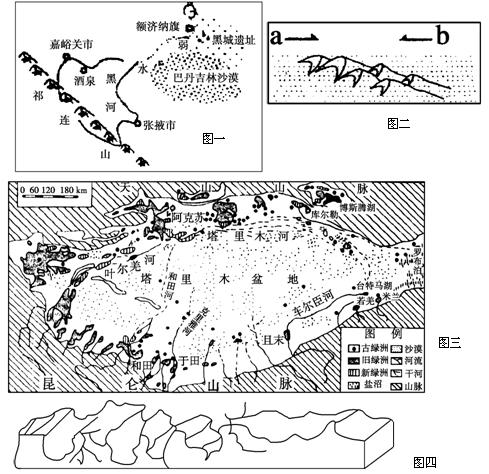 额济纳旗
弱
黑城遗址
嘉峪关市
酒泉
黑
河
水
巴丹吉林沙漠
祁
连
山
张掖市
图一
a
b
图二
0 60 120 180 km
天
山
山
脉
阿克苏
库尔勒
博斯腾湖
塔里木河
叶尔羌河
塔里木盆地
和田河
罗布泊
台特马湖
米兰
若羌
车尔臣河
且末
于田
和田
昆仑山脉
图例
古绿洲
沙漠
旧绿洲
河流
新绿洲
干河
盐沼
山脉
图三
图四